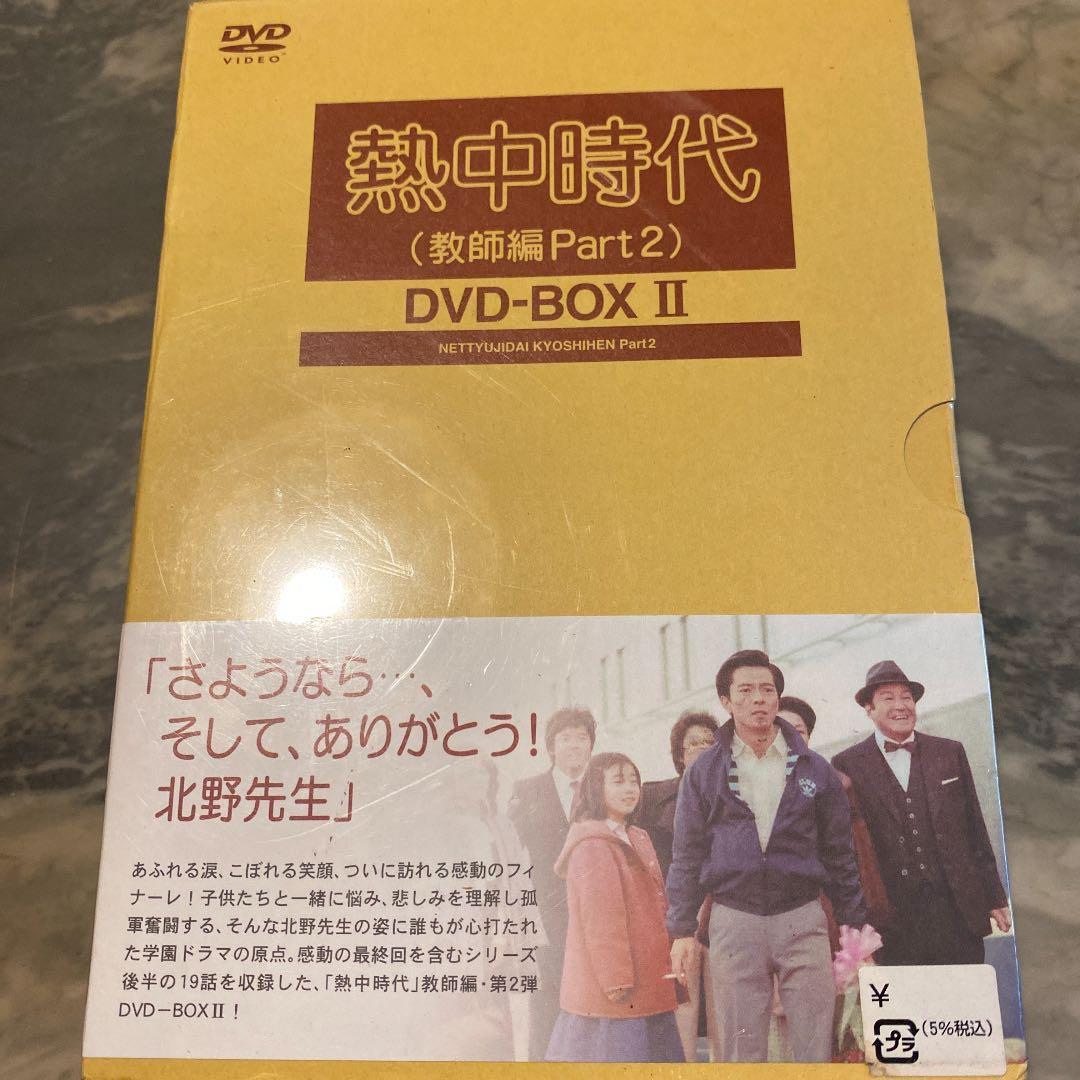 DVD
VIDEO
熱中時代
(教師編Part2)
DVD-BOX II
NETTYUJIDAI KYOSHIHEN Part2
「さようなら…、
そして、ありがとう!
北野先生」
あふれる涙、こぼれる笑顔、ついに訪れる感動のフィ
ナーレ!子供たちと一緒に悩み、悲しみを理解し孤
軍奮闘する、そんな北野先生の姿に誰もが心打たれ
た学園ドラマの原点。感動の最終回を含むシリーズ
後半の19話を収録した、「熱中時代」教師編・第2弾
DVD-BOXⅡ!
¥
プラ
(5%税込)